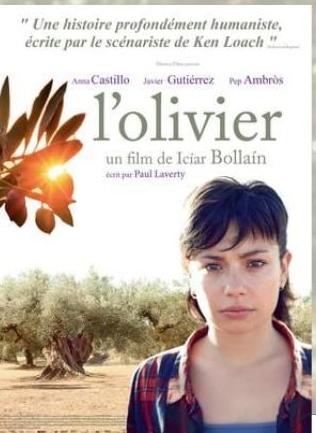 " Une histoire profondément humaniste,
écrite par le scénariste de Ken Loach "
Anna Castillo Javier Gutiérrez Pep Ambròs
l'olivier
un film de Icíar Bollaín
écrit par Paul Laverty